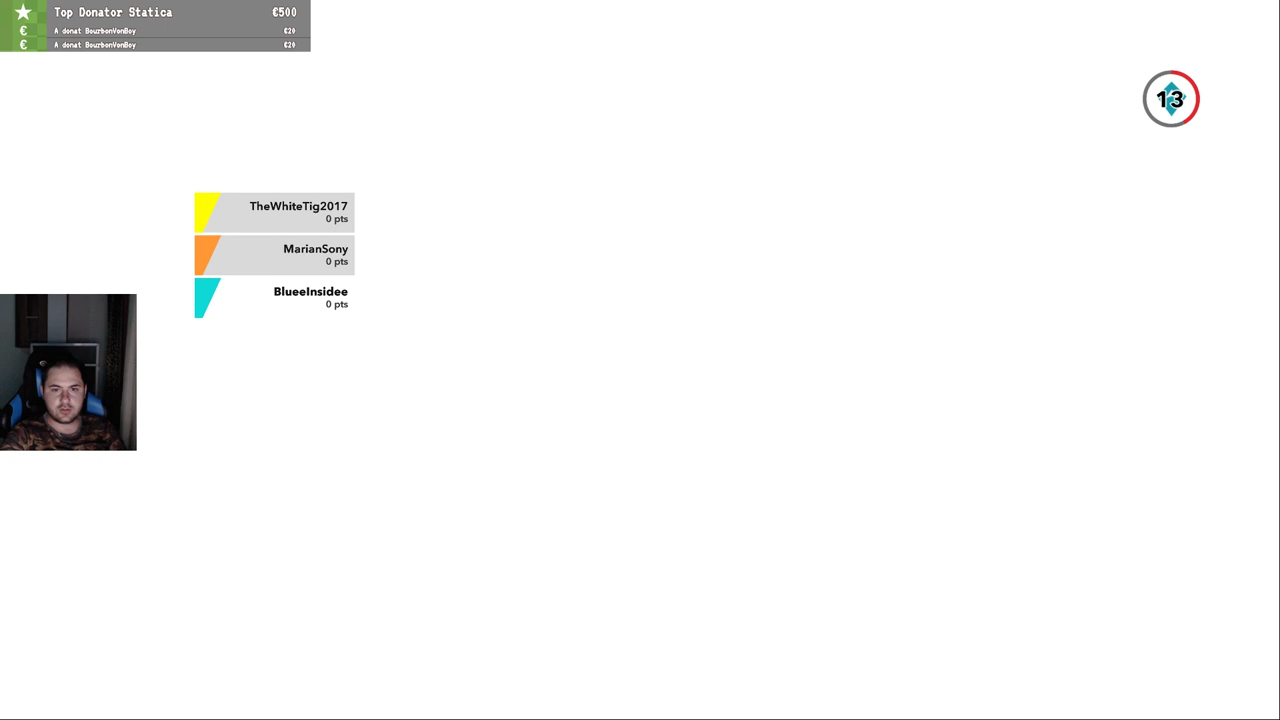 Top Donator Statica €500
A donat BourbonVonBoy €20
A donat BourbonVonBoy €20
13
TheWhiteTig2017
0 pts
MarianSony
0 pts
BlueeInsidee
0 pts